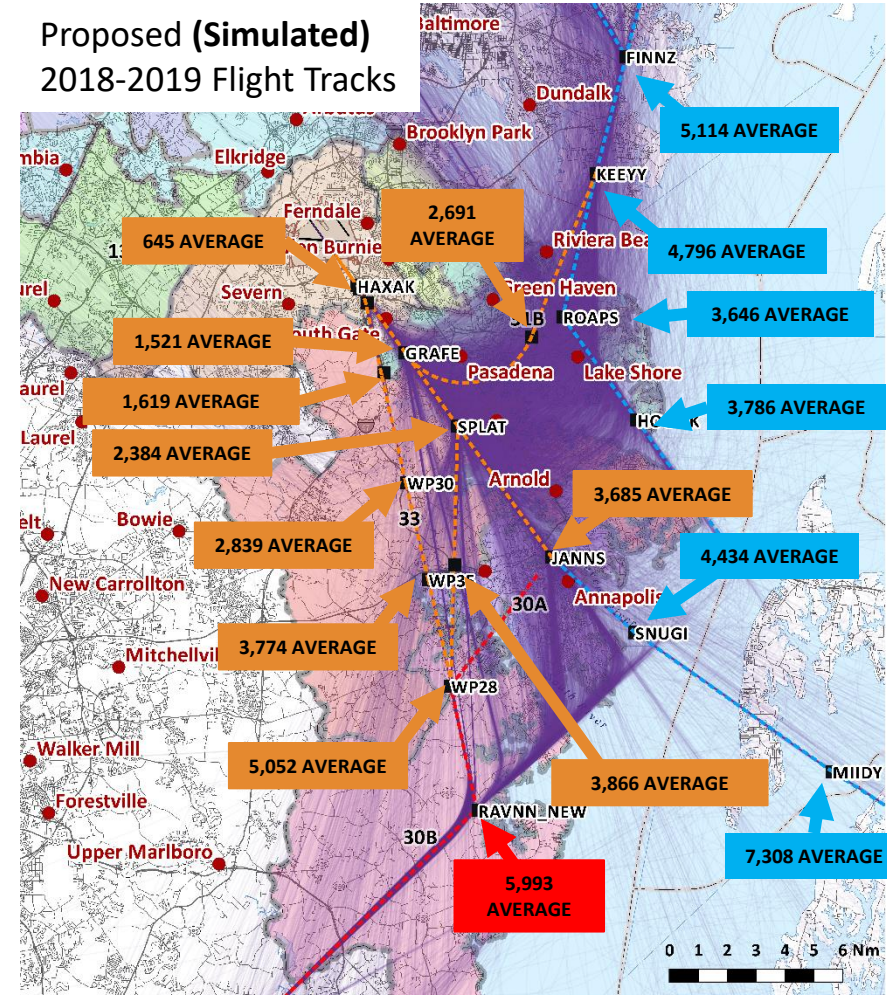 Proposed (Simulated)
2018-2019 Flight Tracks
Baltimore
FINNZ
Dundalk
5,114 AVERAGE
Brooklyn Park
Elkridge
KEEYY
Ferndale
2,691
AVERAGE
645 AVERAGE
Riviera Bea
4,796 AVERAGE
HAXAK
Severn
Green Haven
ROAPS
3,646 AVERAGE
1,521 AVERAGE
GRAFE
Pasadena
Lake Shore
1,619 AVERAGE
3,786 AVERAGE
Laurel
SPLAT
2,384 AVERAGE
Arnold
3,685 AVERAGE
WP30
33
Bowie
2,839 AVERAGE
4,434 AVERAGE
JANNS
New Carrollton
30A
Annapolis
SNUGI
3,774 AVERAGE
Mitchellvil
WP28
Walker Mill
5,052 AVERAGE
3,866 AVERAGE
MIIDY
Forestville
RAVNN_NEW
30B
Upper Marlboro
7,308 AVERAGE
5,993
AVERAGE
0 1 2 3 4 5 6 Nm